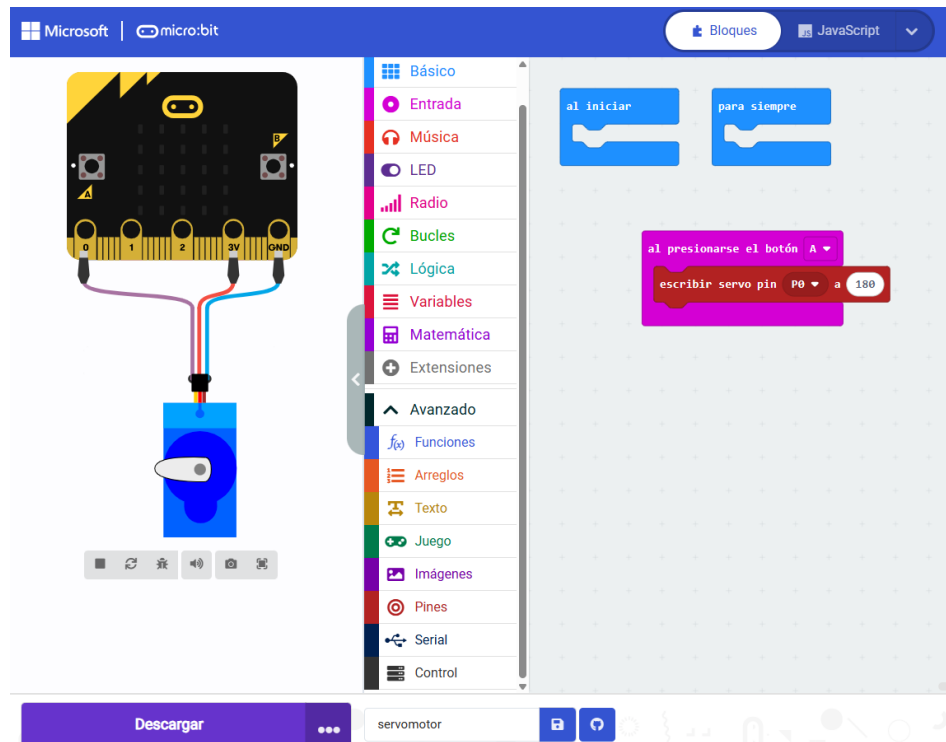 Microsoft micro:bit
Bloques
JavaScript
A
B
0 1 2 3V GND
Básico
Entrada
Música
LED
Radio
Bucles
Lógica
Variables
Matemática
Extensiones
Avanzado
f(x) Funciones
Arreglos
Texto
Juego
Imágenes
Pines
Serial
Control
al iniciar
para siempre
al presionarse el botón A
escribir servo pin P0 a 180
Descargar
servomotor